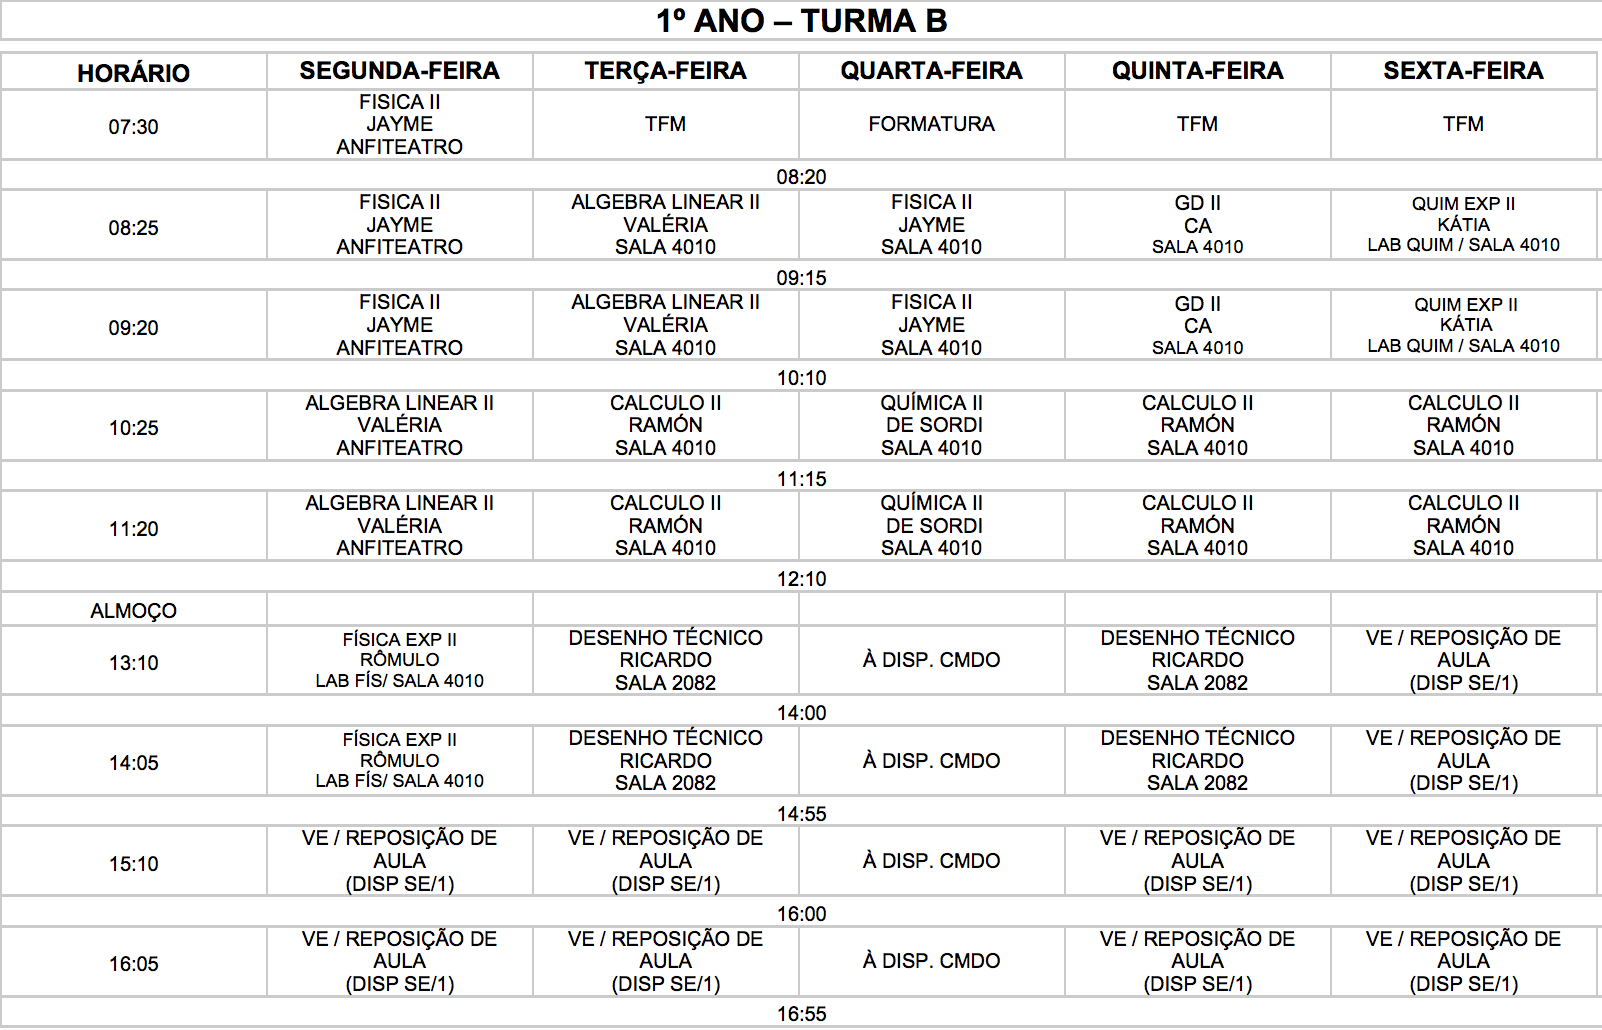 1º ANO – TURMA B
HORÁRIO SEGUNDA-FEIRA TERÇA-FEIRA QUARTA-FEIRA QUINTA-FEIRA SEXTA-FEIRA
07:30
FISICA II
JAYME
ANFITEATRO
TFM
FORMATURA
TFM
TFM
08:20
08:25
FISICA II
JAYME
ANFITEATRO
ALGEBRA LINEAR II
VALÉRIA
SALA 4010
FISICA II
JAYME
SALA 4010
GD II
CA
SALA 4010
QUIM EXP II
KÁTIA
LAB QUIM / SALA 4010
09:15
09:20
FISICA II
JAYME
ANFITEATRO
ALGEBRA LINEAR II
VALÉRIA
SALA 4010
FISICA II
JAYME
SALA 4010
GD II
CA
SALA 4010
QUIM EXP II
KÁTIA
LAB QUIM / SALA 4010
10:10
10:25
ALGEBRA LINEAR II
VALÉRIA
ANFITEATRO
CALCULO II
RAMÓN
SALA 4010
QUÍMICA II
DE SORDI
SALA 4010
CALCULO II
RAMÓN
SALA 4010
CALCULO II
RAMÓN
SALA 4010
11:15
11:20
ALGEBRA LINEAR II
VALÉRIA
ANFITEATRO
CALCULO II
RAMÓN
SALA 4010
QUÍMICA II
DE SORDI
SALA 4010
CALCULO II
RAMÓN
SALA 4010
CALCULO II
RAMÓN
SALA 4010
12:10
ALMOÇO
13:10
FÍSICA EXP II
RÔMULO
LAB FÍS/ SALA 4010
DESENHO TÉCNICO
RICARDO
SALA 2082
À DISP. CMDO
DESENHO TÉCNICO
RICARDO
SALA 2082
VE / REPOSIÇÃO DE
AULA
(DISP SE/1)
14:00
14:05
FÍSICA EXP II
RÔMULO
LAB FÍS/ SALA 4010
DESENHO TÉCNICO
RICARDO
SALA 2082
À DISP. CMDO
DESENHO TÉCNICO
RICARDO
SALA 2082
VE / REPOSIÇÃO DE
AULA
(DISP SE/1)
14:55
15:10
VE / REPOSIÇÃO DE
AULA
(DISP SE/1)
VE / REPOSIÇÃO DE
AULA
(DISP SE/1)
À DISP. CMDO
VE / REPOSIÇÃO DE
AULA
(DISP SE/1)
VE / REPOSIÇÃO DE
AULA
(DISP SE/1)
16:00
16:05
VE / REPOSIÇÃO DE
AULA
(DISP SE/1)
VE / REPOSIÇÃO DE
AULA
(DISP SE/1)
À DISP. CMDO
VE / REPOSIÇÃO DE
AULA
(DISP SE/1)
VE / REPOSIÇÃO DE
AULA
(DISP SE/1)
16:55